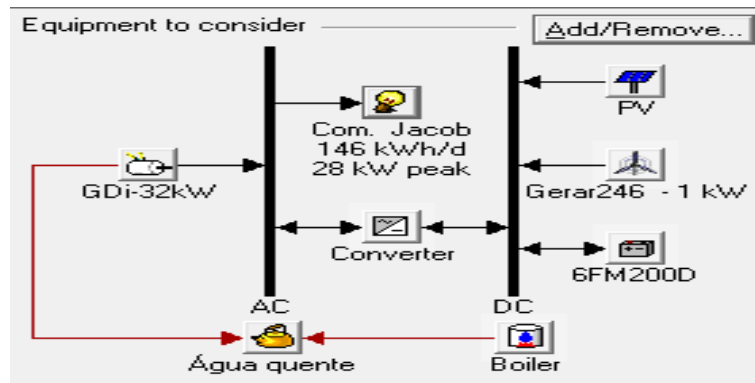 Equipment to consider
Add/Remove...
PV
Com. Jacob
146 kWh/d
28 kW peak
GDi-32kW
Gerar246 - 1 kW
Converter
6FM200D
AC
DC
Água quente
Boiler